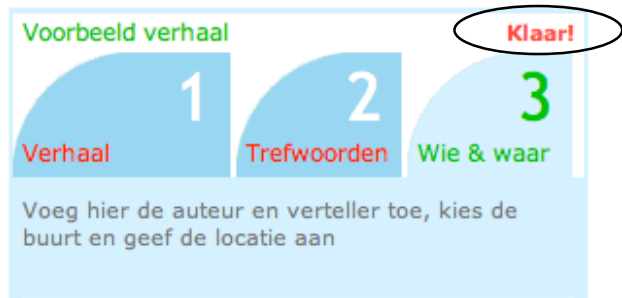 Voorbeeld verhaal Klaar!
1 2 3
Verhaal Trefwoorden Wie & waar
Voeg hier de auteur en verteller toe, kies de
buurt en geef de locatie aan